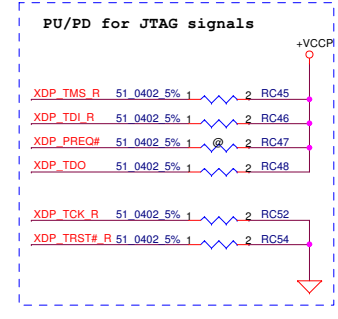 PU/PD for JTAG signals
+VCCP
XDP_TMS_R 51_0402_5% 1 2 RC45
XDP_TDI_R 51_0402_5% 1 2 RC46
XDP_PREQ# 51_0402_5% 1 @ 2 RC47
XDP_TDO 51_0402_5% 1 2 RC48
XDP_TCK_R 51_0402_5% 1 2 RC52
XDP_TRST#_R 51_0402_5% 1 2 RC54